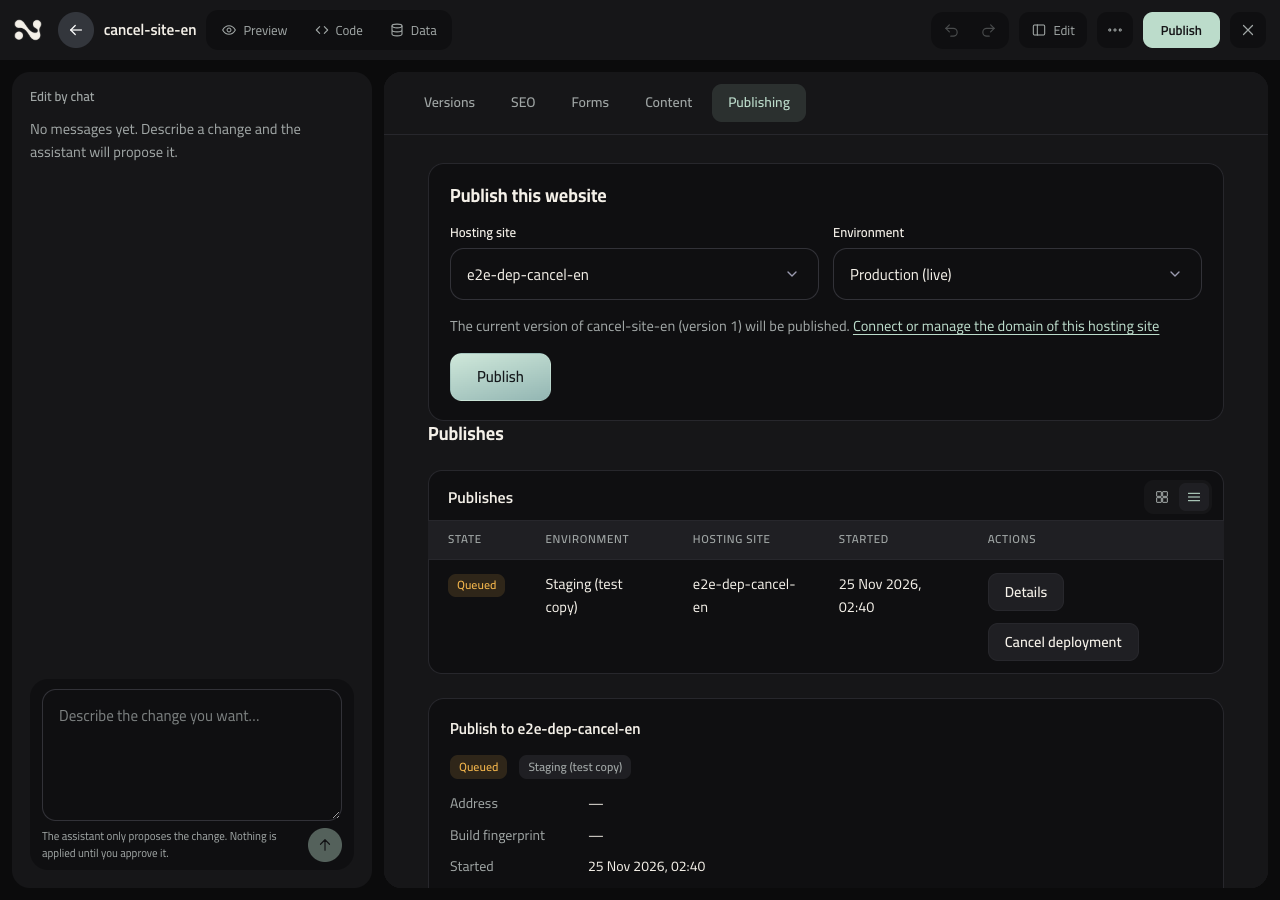 cancel-site-en
Preview
Code
Data
Edit
Publish
Edit by chat
No messages yet. Describe a change and the
assistant will propose it.
Describe the change you want…
The assistant only proposes the change. Nothing is
applied until you approve it.
Versions
SEO
Forms
Content
Publishing
Publish this website
Hosting site
Environment
e2e-dep-cancel-en
Production (live)
The current version of cancel-site-en (version 1) will be published. Connect or manage the domain of this hosting site
Publish
Publishes
Publishes
STATE
ENVIRONMENT
HOSTING SITE
STARTED
ACTIONS
Queued
Staging (test
copy)
e2e-dep-cancel-
en
25 Nov 2026,
02:40
Details
Cancel deployment
Publish to e2e-dep-cancel-en
Queued
Staging (test copy)
Address
—
Build fingerprint
—
Started
25 Nov 2026, 02:40